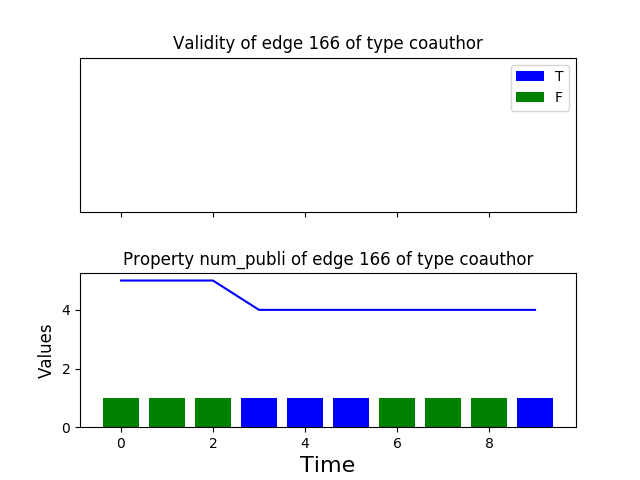 Validity of edge 166 of type coauthor
T
F
Property num_publi of edge 166 of type coauthor
Values
4
2
0
0 2 4 6 8
Time